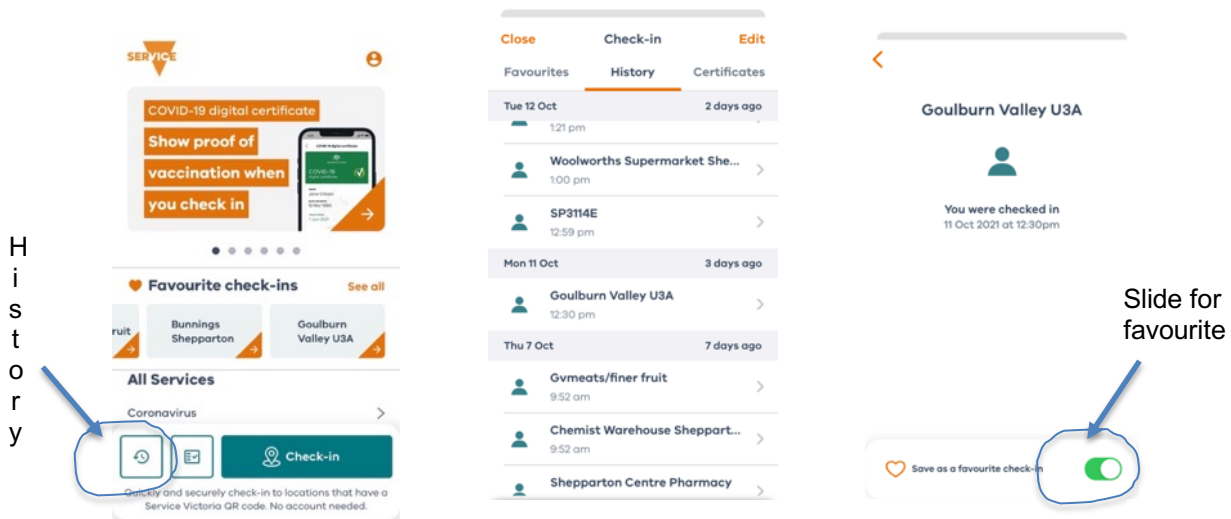 H
i
s
t
o
r
y
SERVICE
COVID-19 digital certificate
Show proof of
vaccination when
you check in
COVID-19
Favourite check-ins See all
ruit
Bunnings
Shepparton
Goulburn
Valley U3A
All Services
Coronavirus
Check-in
Quickly and securely check-in to locations that have a
Service Victoria QR code. No account needed.
Close Check-in Edit
Favourites History Certificates
Tue 12 Oct 2 days ago
1:21 pm
Woolworths Supermarket She...
1:00 pm
SP3114E
12:59 pm
Mon 11 Oct 3 days ago
Goulburn Valley U3A
12:30 pm
Thu 7 Oct 7 days ago
Gvmeats/finer fruit
9:52 am
Chemist Warehouse Sheppart...
9:52 am
Shepparton Centre Pharmacy
Goulburn Valley U3A
You were checked in
11 Oct 2021 at 12:30pm
Slide for
favourite
Save as a favourite check-in